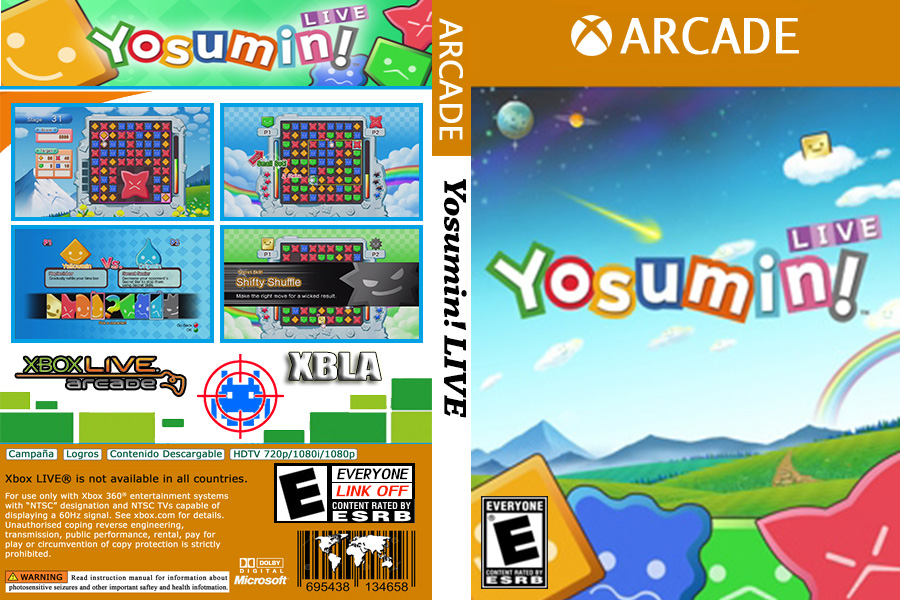 Yosumin!
LIVE
Stage 31
P1
P2
P1
P2
Vs.
Shifty Shuffle
Make the right move for a wicked result.
XBOX LIVE
arcade
XBLA
Campaña
Logros
Contenido Descargable
HDTV 720p/1080i/1080p
Xbox LIVE® is not available in all countries.
For use only with Xbox 360® entertainment systems
with "NTSC" designation and NTSC TVs capable of
displaying a 60Hz signal. See xbox.com for details.
Unauthorised coping reverse engineering,
transmission, public performance, rental, pay for
play or circumvention of copy protection is strictly
prohibited.
WARNING Read instruction manual for information about
photosensitive seizures and other important saftey and health infotmation.
E
EVERYONE
LINK OFF
CONTENT RATED BY
ESRB
DOLBY
DIGITAL
Microsoft
695438 134658
ARCADE
Yosumin! LIVE
ARCADE
LIVE
Yosumin!
™
EVERYONE
E
CONTENT RATED BY
ESRB